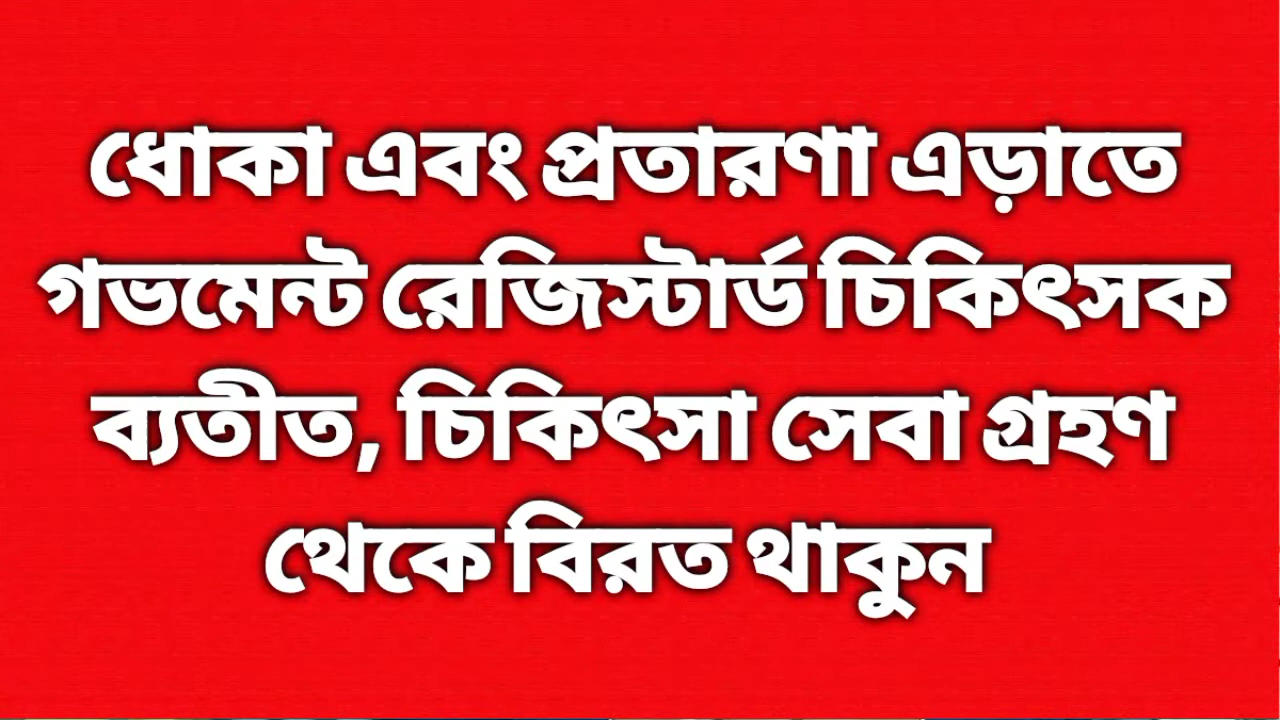 ধোকা এবং প্রতারণা এড়াতে
গভমেন্ট রেজিস্টার্ড চিকিৎসক
ব্যতীত, চিকিৎসা সেবা গ্রহণ
থেকে বিরত থাকুন